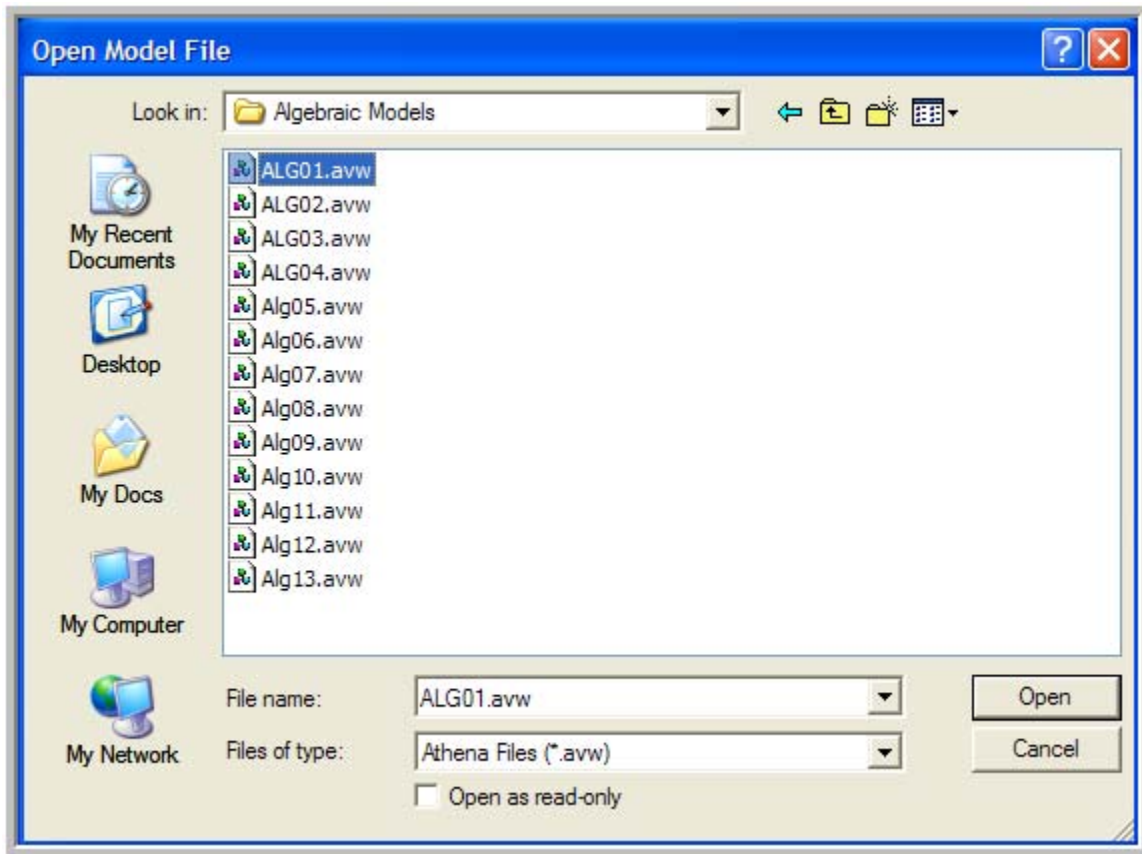 Open Model File
Look in: Algebraic Models
My Recent
Documents
Desktop
My Docs
My Computer
My Network
ALG01.avw
ALG02.avw
ALG03.avw
ALG04.avw
Alg05.avw
Alg06.avw
Alg07.avw
Alg08.avw
Alg09.avw
Alg10.avw
Alg11.avw
Alg12.avw
Alg13.avw
File name: ALG01.avw Open
Files of type: Athena Files (*.avw) Cancel
Open as read-only